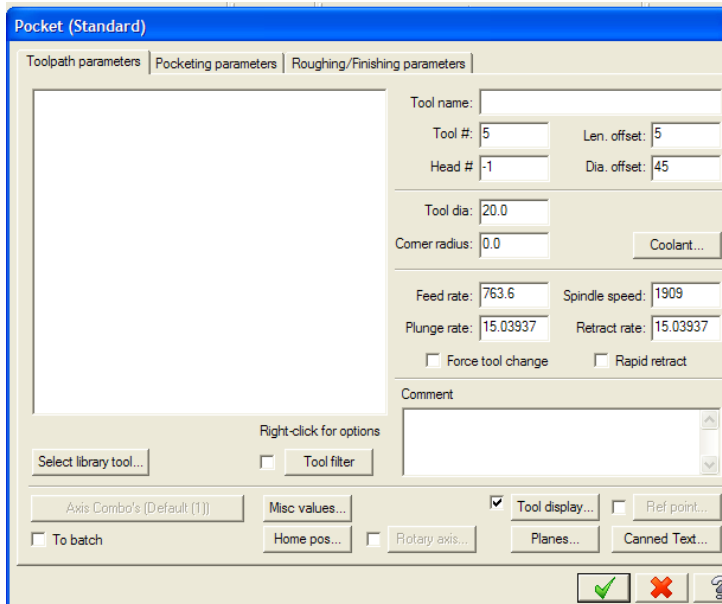 Pocket (Standard)
Toolpath parameters Pocketing parameters Roughing/Finishing parameters
Tool name:
Tool #: 5 Len. offset: 5
Head # -1 Dia. offset: 45
Tool dia: 20.0
Corner radius: 0.0 Coolant...
Feed rate: 763.6 Spindle speed: 1909
Plunge rate: 15.03937 Retract rate: 15.03937
Force tool change Rapid retract
Comment
Right-click for options
Select library tool... Tool filter
Axis Combo's (Default (1)) Misc values... Tool display... Ref point...
To batch Home pos... Rotary axis... Planes... Canned Text...